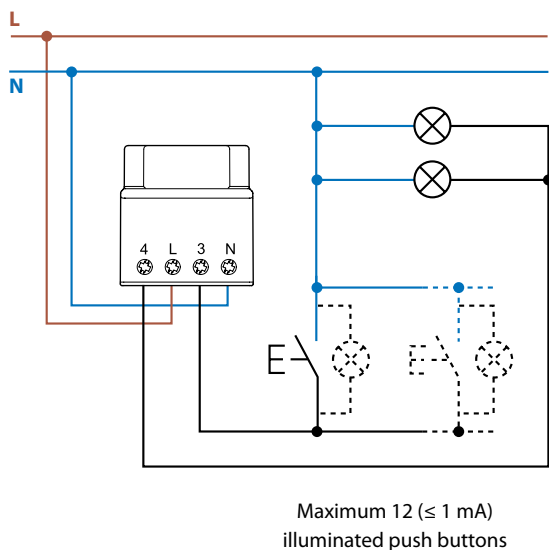 L
N
4 L 3 N
Maximum 12 (≤ 1 mA)
illuminated push buttons